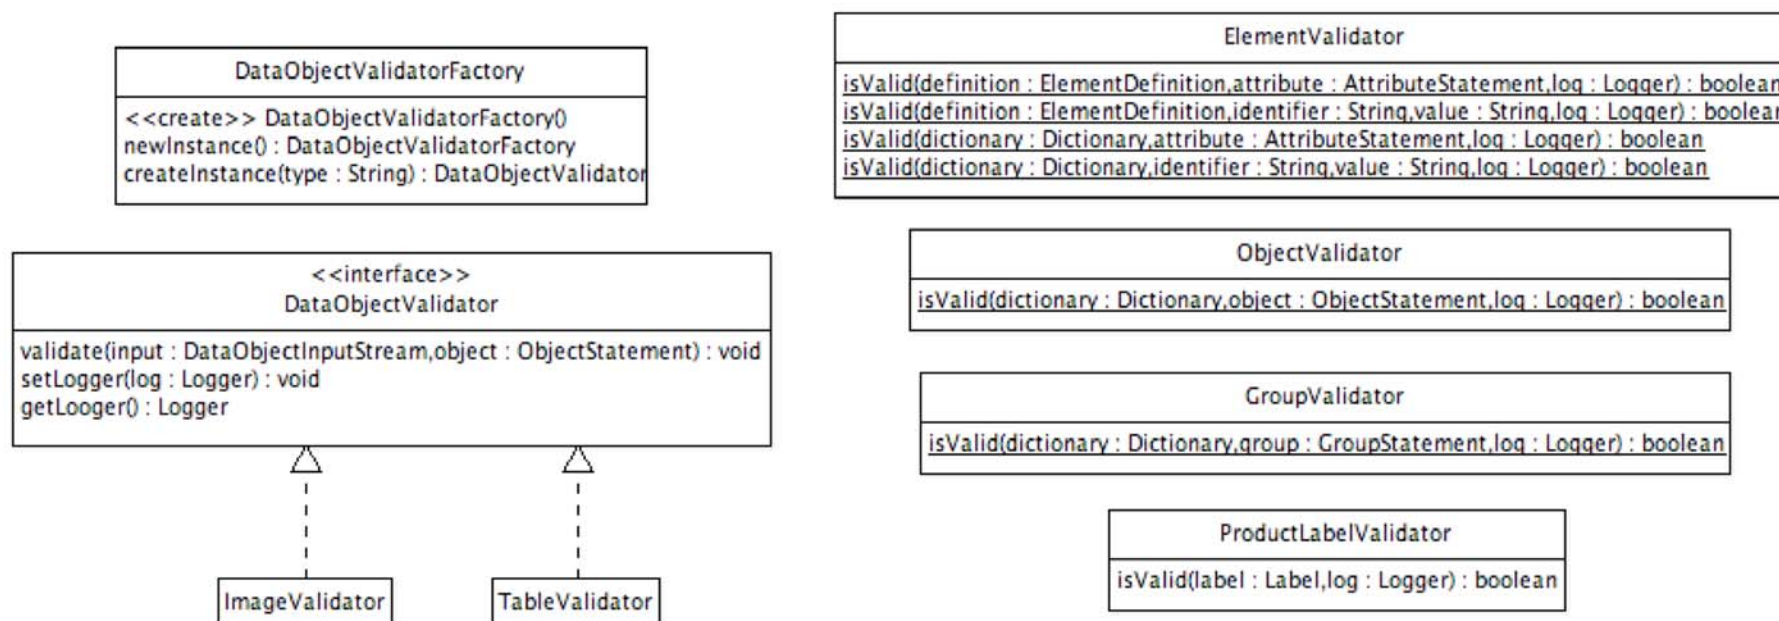 DataObjectValidatorFactory
<<create>> DataObjectValidatorFactory()
newInstance() : DataObjectValidatorFactory
createInstance(type : String) : DataObjectValidator
<<interface>>
DataObjectValidator
validate(input : DataObjectInputStream,object : ObjectStatement) : void
setLogger(log : Logger) : void
getLooger() : Logger
ImageValidator
TableValidator
ElementValidator
isValid(definition : ElementDefinition,attribute : AttributeStatement,log : Logger) : boolean
isValid(definition : ElementDefinition,identifier : String,value : String,log : Logger) : boolean
isValid(dictionary : Dictionary,attribute : AttributeStatement,log : Logger) : boolean
isValid(dictionary : Dictionary,identifier : String,value : String,log : Logger) : boolean
ObjectValidator
isValid(dictionary : Dictionary,object : ObjectStatement,log : Logger) : boolean
GroupValidator
isValid(dictionary : Dictionary,group : GroupStatement,log : Logger) : boolean
ProductLabelValidator
isValid(label : Label,log : Logger) : boolean